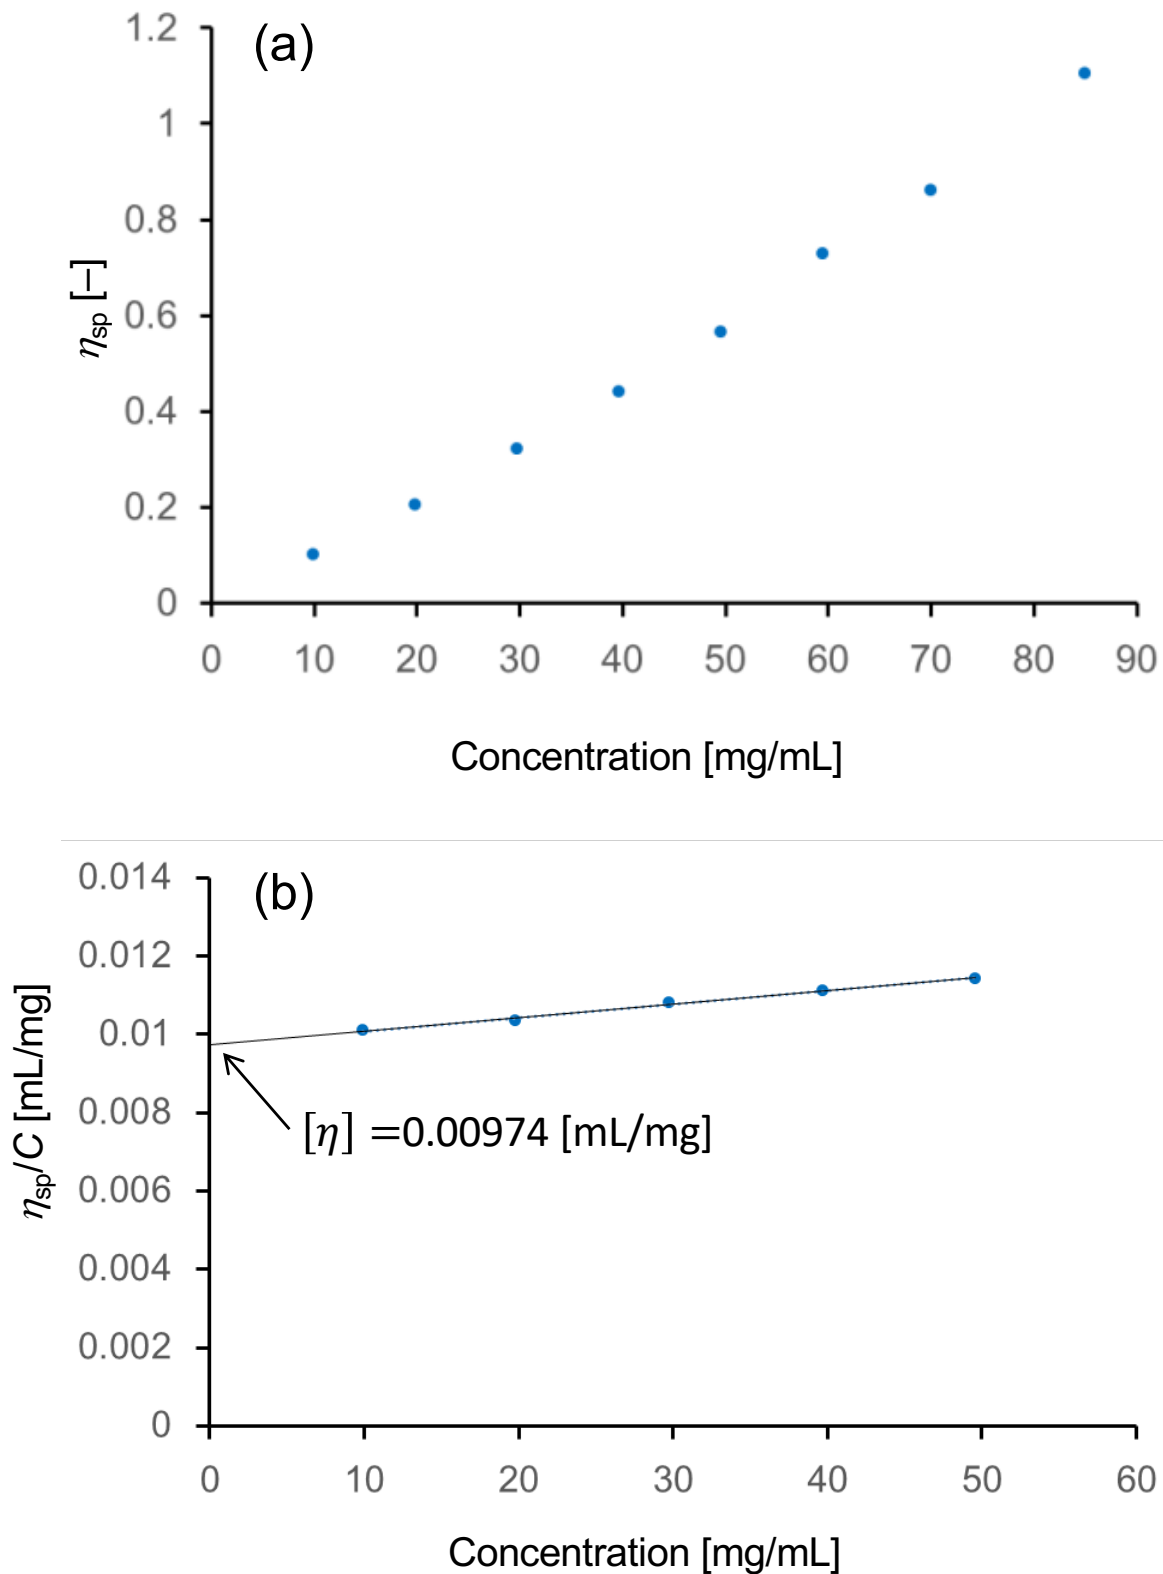 (a)
1.2
1
0.8
0.6
0.4
0.2
0
ηsp [–]
0 10 20 30 40 50 60 70 80 90
Concentration [mg/mL]
(b)
0.014
0.012
0.01
0.008
0.006
0.004
0.002
0
ηsp/C [mL/mg]
[η] =0.00974 [mL/mg]
0 10 20 30 40 50 60
Concentration [mg/mL]